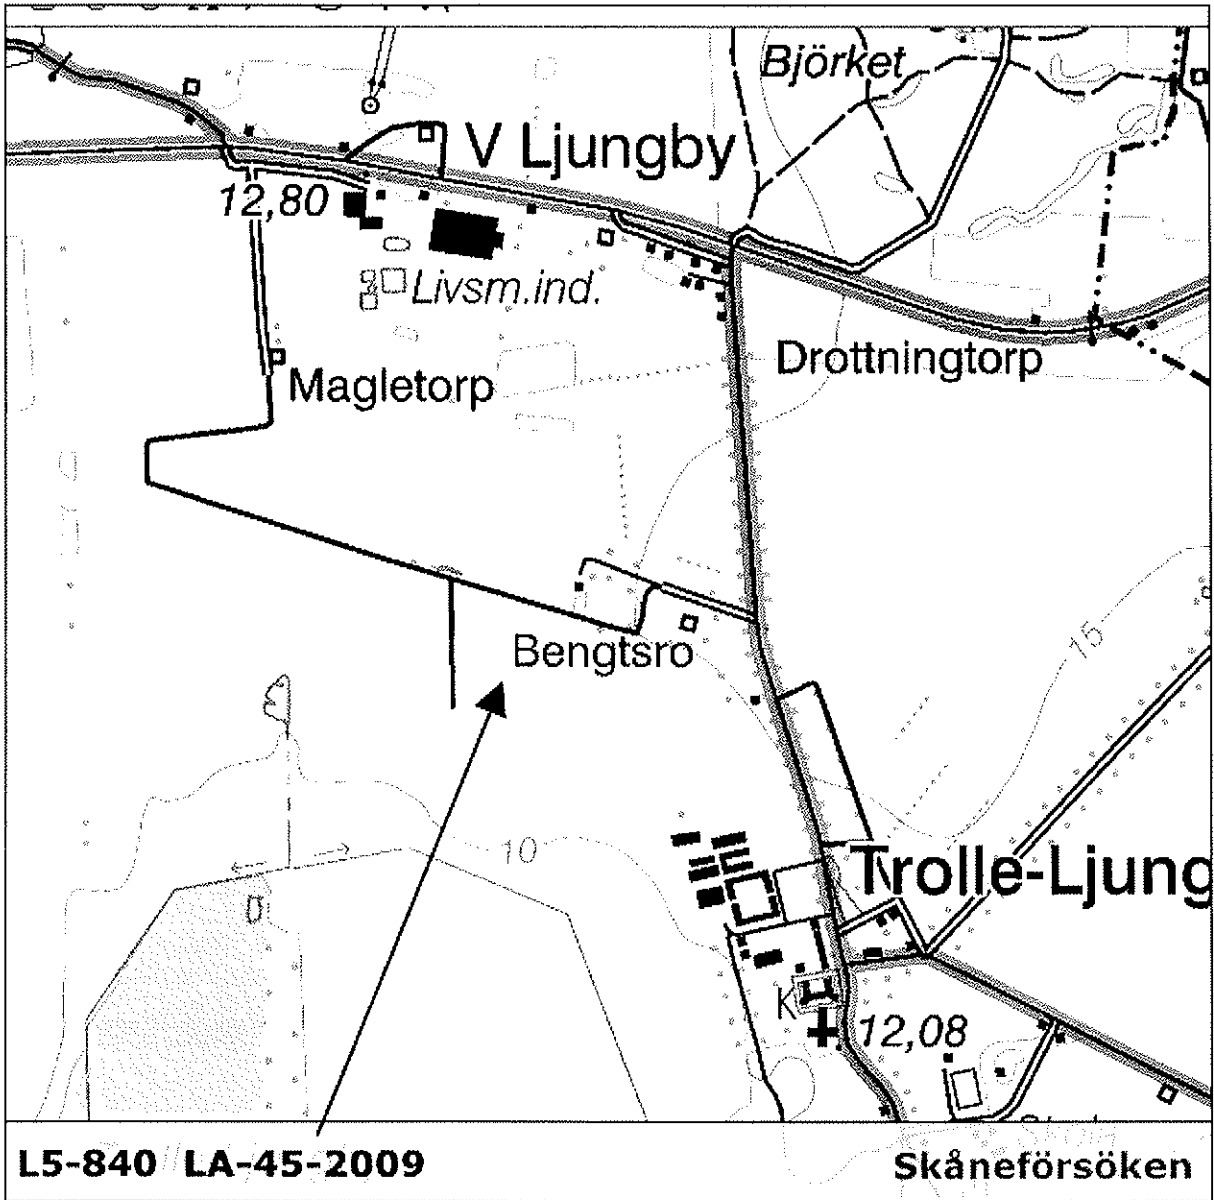 Björket
V Ljungby
12,80
Livsm.ind.
Drottningtorp
Magletorp
Bengtsro
15
10
Trolle-Ljung
K
12,08
L5-840 LA-45-2009
Skåneförsöken